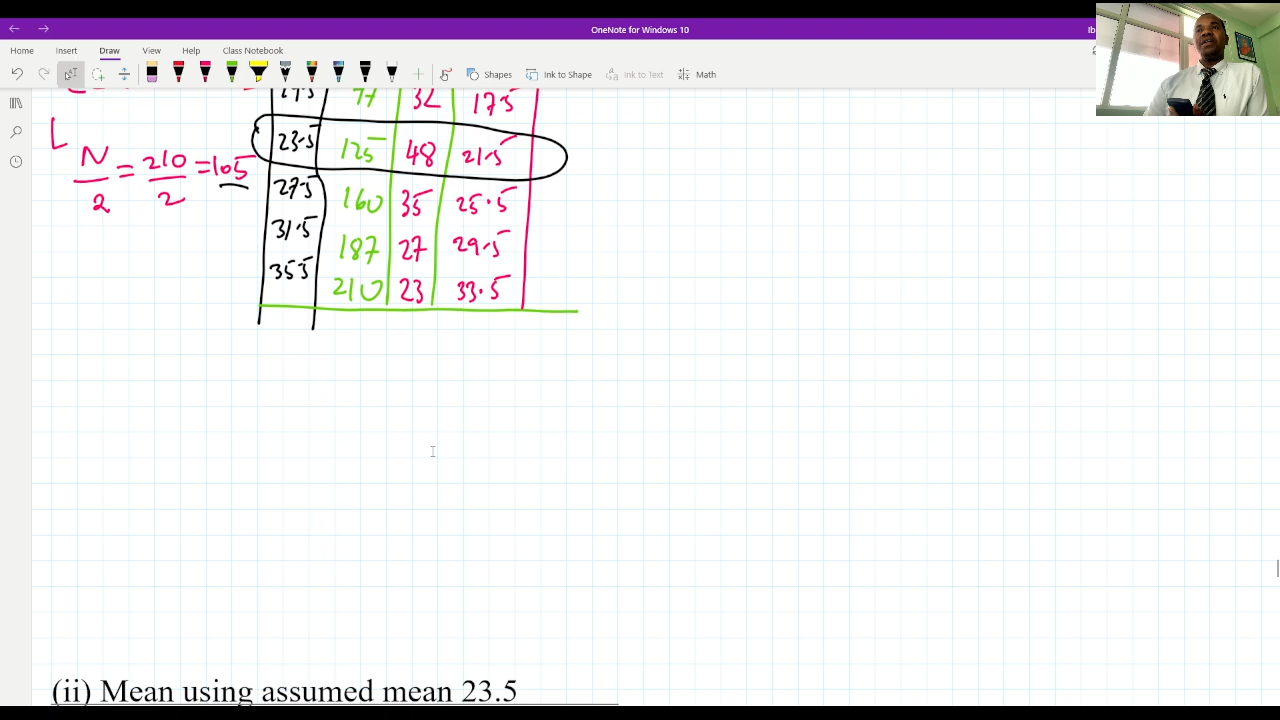 OneNote for Windows 10
Home Insert Draw View Help Class Notebook
Shapes Ink to Shape Ink to Text Math
77 32 17.5
23.5 125 48 21.5
N/2 = 210/2 = 105
27.5 160 35 25.5
31.5 187 27 29.5
35.5 210 23 33.5
(ii) Mean using assumed mean 23.5